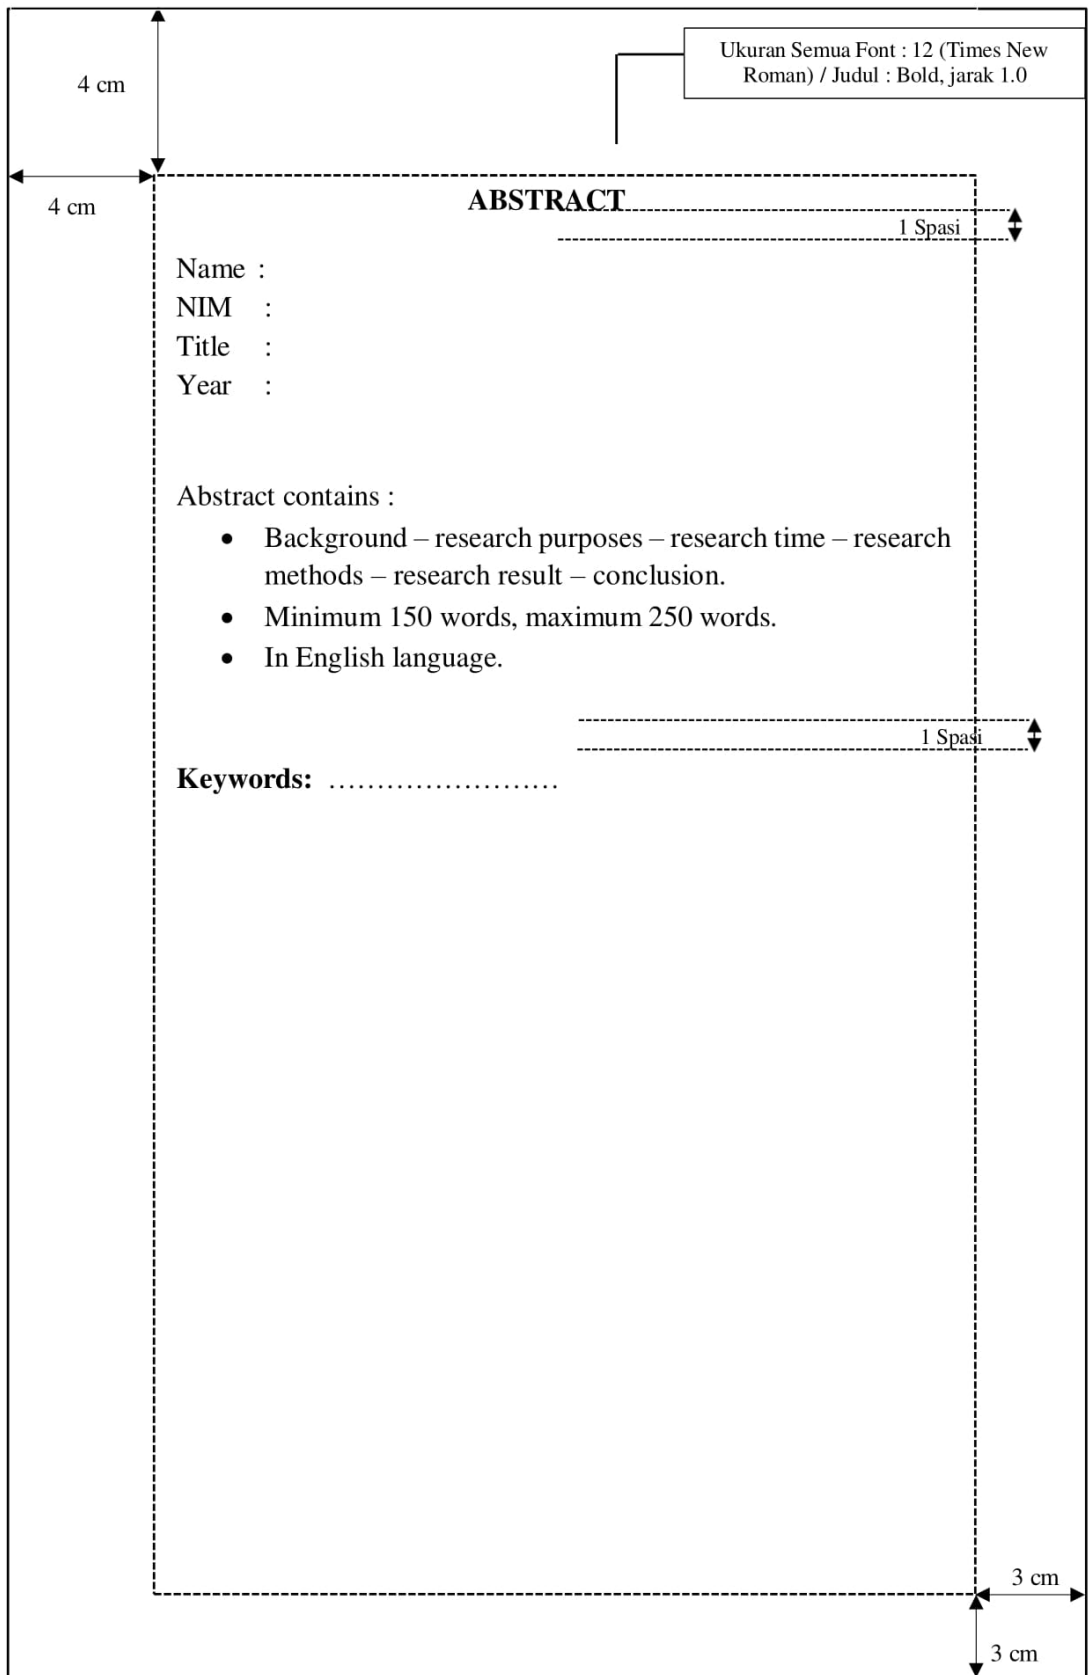 Ukuran Semua Font : 12 (Times New
Roman) / Judul : Bold, jarak 1.0
4 cm
4 cm
ABSTRACT
1 Spasi
Name :
NIM :
Title :
Year :
Abstract contains :
• Background – research purposes – research time – research
methods – research result – conclusion.
• Minimum 150 words, maximum 250 words.
• In English language.
1 Spasi
Keywords: ……………………
3 cm
3 cm